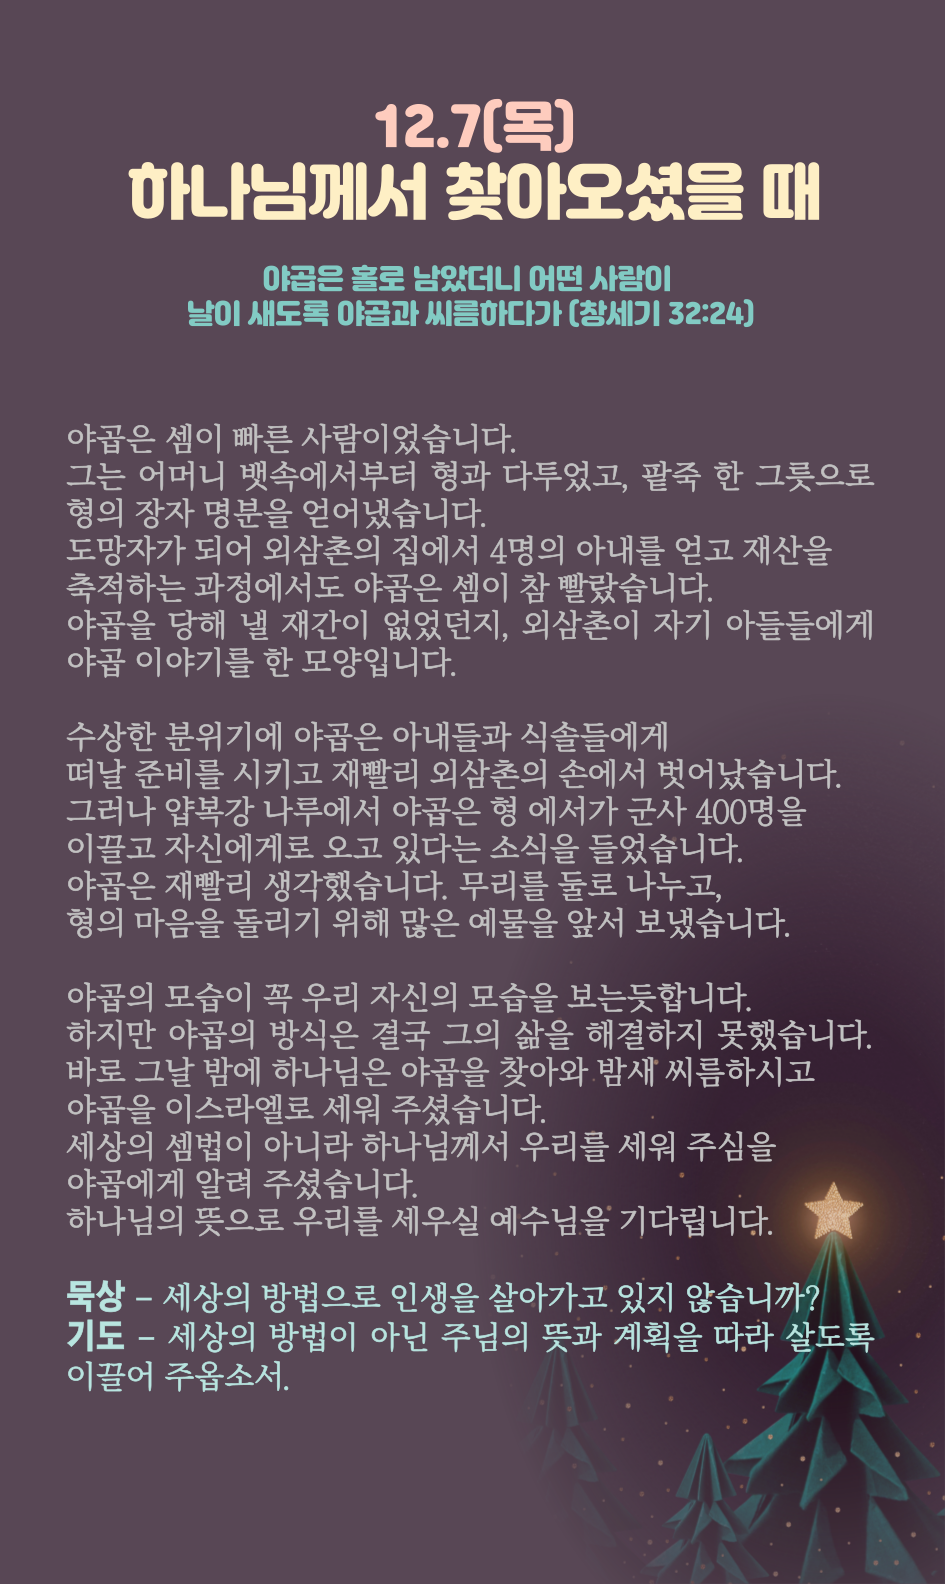 12.7(목)
하나님께서 찾아오셨을 때
야곱은 홀로 남았더니 어떤 사람이
날이 새도록 야곱과 씨름하다가 (창세기 32:24)
야곱은 셈이 빠른 사람이었습니다.
그는 어머니 뱃속에서부터 형과 다투었고, 팥죽 한 그릇으로
형의 장자 명분을 얻어냈습니다.
도망자가 되어 외삼촌의 집에서 4명의 아내를 얻고 재산을
축적하는 과정에서도 야곱은 셈이 참 빨랐습니다.
야곱을 당해 낼 재간이 없었던지, 외삼촌이 자기 아들들에게
야곱 이야기를 한 모양입니다.
수상한 분위기에 야곱은 아내들과 식솔들에게
떠날 준비를 시키고 재빨리 외삼촌의 손에서 벗어났습니다.
그러나 얍복강 나루에서 야곱은 형 에서가 군사 400명을
이끌고 자신에게로 오고 있다는 소식을 들었습니다.
야곱은 재빨리 생각했습니다. 무리를 둘로 나누고,
형의 마음을 돌리기 위해 많은 예물을 앞서 보냈습니다.
야곱의 모습이 꼭 우리 자신의 모습을 보는듯합니다.
하지만 야곱의 방식은 결국 그의 삶을 해결하지 못했습니다.
바로 그날 밤에 하나님은 야곱을 찾아와 밤새 씨름하시고
야곱을 이스라엘로 세워 주셨습니다.
세상의 셈법이 아니라 하나님께서 우리를 세워 주심을
야곱에게 알려 주셨습니다.
하나님의 뜻으로 우리를 세우실 예수님을 기다립니다.
묵상 – 세상의 방법으로 인생을 살아가고 있지 않습니까?
기도 – 세상의 방법이 아닌 주님의 뜻과 계획을 따라 살도록
이끌어 주옵소서.